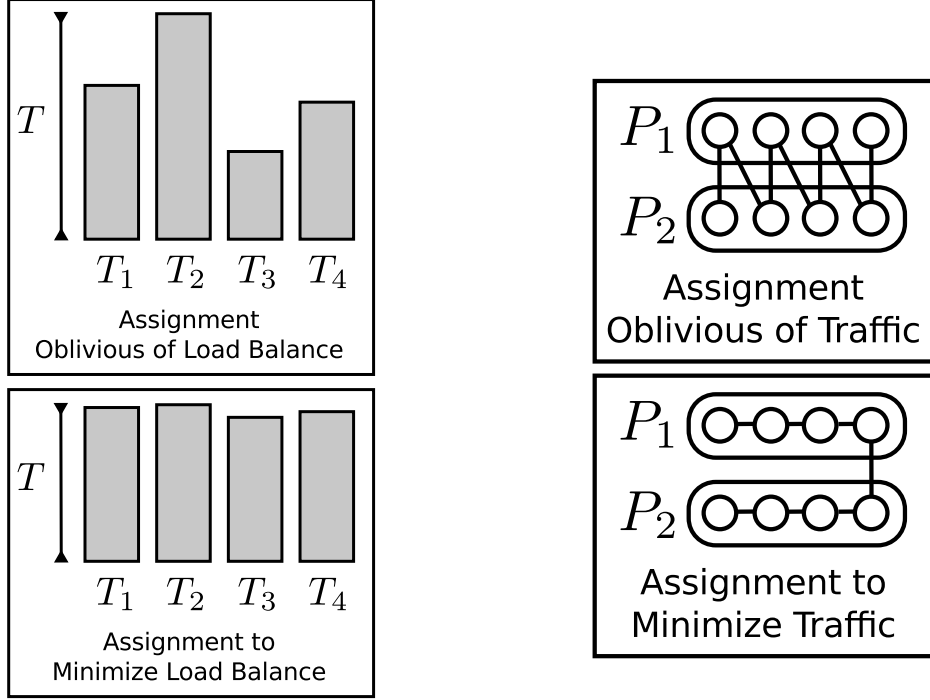 T
T1 T2 T3 T4
Assignment
Oblivious of Load Balance
T
T1 T2 T3 T4
Assignment to
Minimize Load Balance
P1
P2
Assignment
Oblivious of Traffic
P1
P2
Assignment to
Minimize Traffic